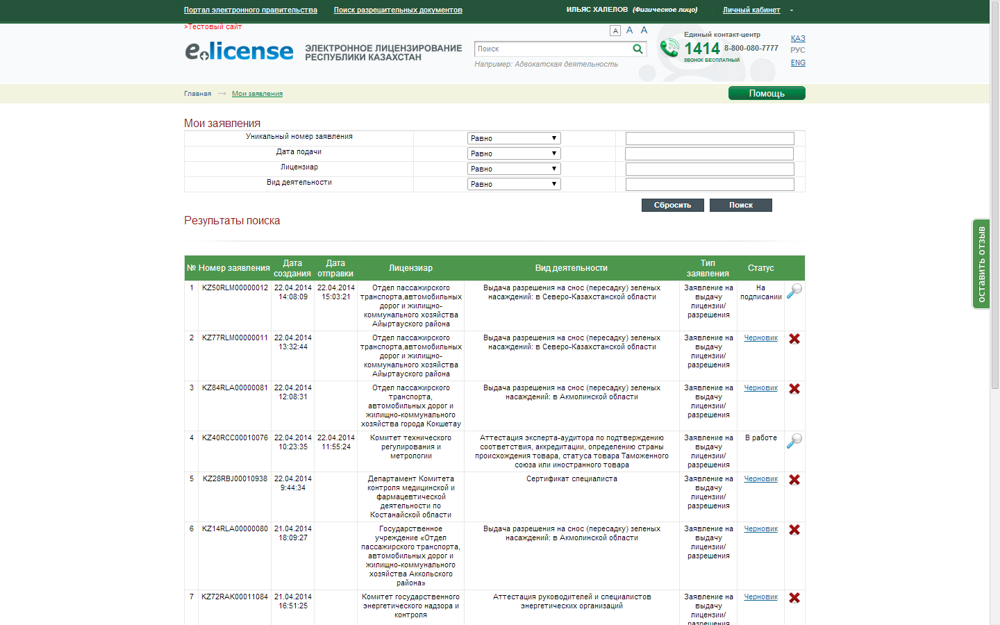 Портал электронного правительства Поиск разрешительных документов ИЛЬЯС ХАЛЕЛОВ (Физическое лицо) Личный кабинет
>Тестовый сайт
A A A
e.license
ЭЛЕКТРОННОЕ ЛИЦЕНЗИРОВАНИЕ
РЕСПУБЛИКИ КАЗАХСТАН
Поиск
Например: Адвокатская деятельность
Единый контакт-центр
1414 8-800-080-7777
ЗВОНОК БЕСПЛАТНЫЙ
ҚАЗ
РУС
ENG
Главная → Мои заявления
Помощь
Мои заявления
Уникальный номер заявления Равно
Дата подачи Равно
Лицензиар Равно
Вид деятельности Равно
Сбросить Поиск
Результаты поиска
оставить отзыв
№ Номер заявления Дата создания Дата отправки Лицензиар Вид деятельности Тип заявления Статус
1 KZ50RLM00000012 22.04.2014 22.04.2014 Отдел пассажирского Выдача разрешения на снос (пересадку) зеленых Заявление на На
14:08:09 15:03:21 транспорта,автомобильных насаждений: в Северо-Казахстанской области выдачу подписании
дорог и жилищно- лицензии/
коммунального хозяйства разрешения
Айыртауского района
2 KZ77RLM00000011 22.04.2014 Отдел пассажирского Выдача разрешения на снос (пересадку) зеленых Заявление на Черновик
13:32:44 транспорта,автомобильных насаждений: в Северо-Казахстанской области выдачу
дорог и жилищно- лицензии/
коммунального хозяйства разрешения
Айыртауского района
3 KZ84RLA00000081 22.04.2014 Отдел пассажирского Выдача разрешения на снос (пересадку) зеленых Заявление на Черновик
12:08:31 транспорта, насаждений: в Акмолинской области выдачу
автомобильных дорог и лицензии/
жилищно-коммунального разрешения
хозяйства города Кокшетау
4 KZ40RCC00010076 22.04.2014 22.04.2014 Комитет технического Аттестация эксперта-аудитора по подтверждению Заявление на В работе
10:23:35 11:55:24 регулирования и соответствия, аккредитации, определению страны выдачу
метрологии происхождения товара, статуса товара Таможенного лицензии/
союза или иностранного товара разрешения
5 KZ28RBJ00010938 22.04.2014 Департамент Комитета Сертификат специалиста Заявление на Черновик
9:44:34 контроля медицинской и выдачу
фармацевтической лицензии/
деятельности по разрешения
Костанайской области
6 KZ14RLA00000080 21.04.2014 Государственное Выдача разрешения на снос (пересадку) зеленых Заявление на Черновик
18:09:27 учреждение «Отдел насаждений: в Акмолинской области выдачу
пассажирского транспорта, лицензии/
автомобильных дорог и разрешения
жилищно-коммунального
хозяйства Аккольского
района»
7 KZ72RAK00011084 21.04.2014 Комитет государственного Аттестация руководителей и специалистов Заявление на Черновик
16:51:25 энергетического надзора и энергетических организаций выдачу
контроля лицензии/
разрешения